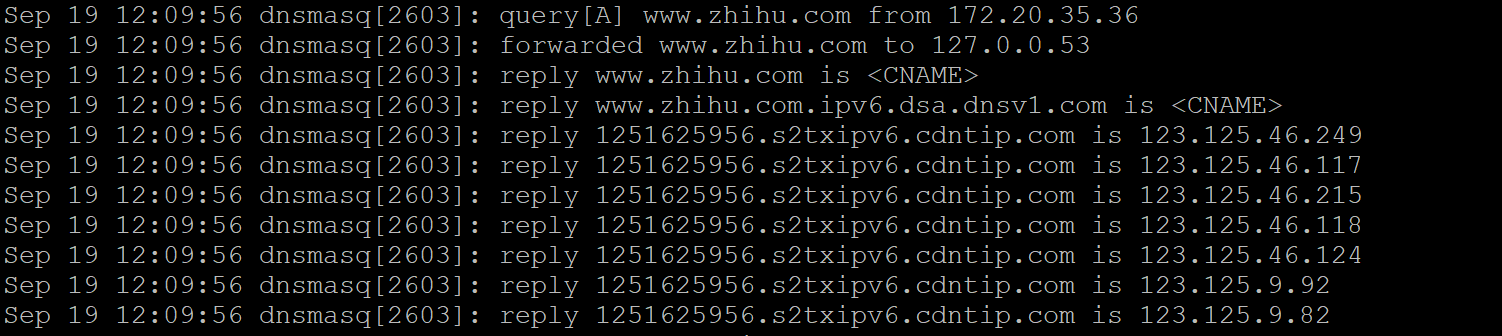 Sep 19 12:09:56 dnsmasq[2603]: query[A] www.zhihu.com from 172.20.35.36
Sep 19 12:09:56 dnsmasq[2603]: forwarded www.zhihu.com to 127.0.0.53
Sep 19 12:09:56 dnsmasq[2603]: reply www.zhihu.com is <CNAME>
Sep 19 12:09:56 dnsmasq[2603]: reply www.zhihu.com.ipv6.dsa.dnsv1.com is <CNAME>
Sep 19 12:09:56 dnsmasq[2603]: reply 1251625956.s2txipv6.cdntip.com is 123.125.46.249
Sep 19 12:09:56 dnsmasq[2603]: reply 1251625956.s2txipv6.cdntip.com is 123.125.46.117
Sep 19 12:09:56 dnsmasq[2603]: reply 1251625956.s2txipv6.cdntip.com is 123.125.46.215
Sep 19 12:09:56 dnsmasq[2603]: reply 1251625956.s2txipv6.cdntip.com is 123.125.46.118
Sep 19 12:09:56 dnsmasq[2603]: reply 1251625956.s2txipv6.cdntip.com is 123.125.46.124
Sep 19 12:09:56 dnsmasq[2603]: reply 1251625956.s2txipv6.cdntip.com is 123.125.9.92
Sep 19 12:09:56 dnsmasq[2603]: reply 1251625956.s2txipv6.cdntip.com is 123.125.9.82